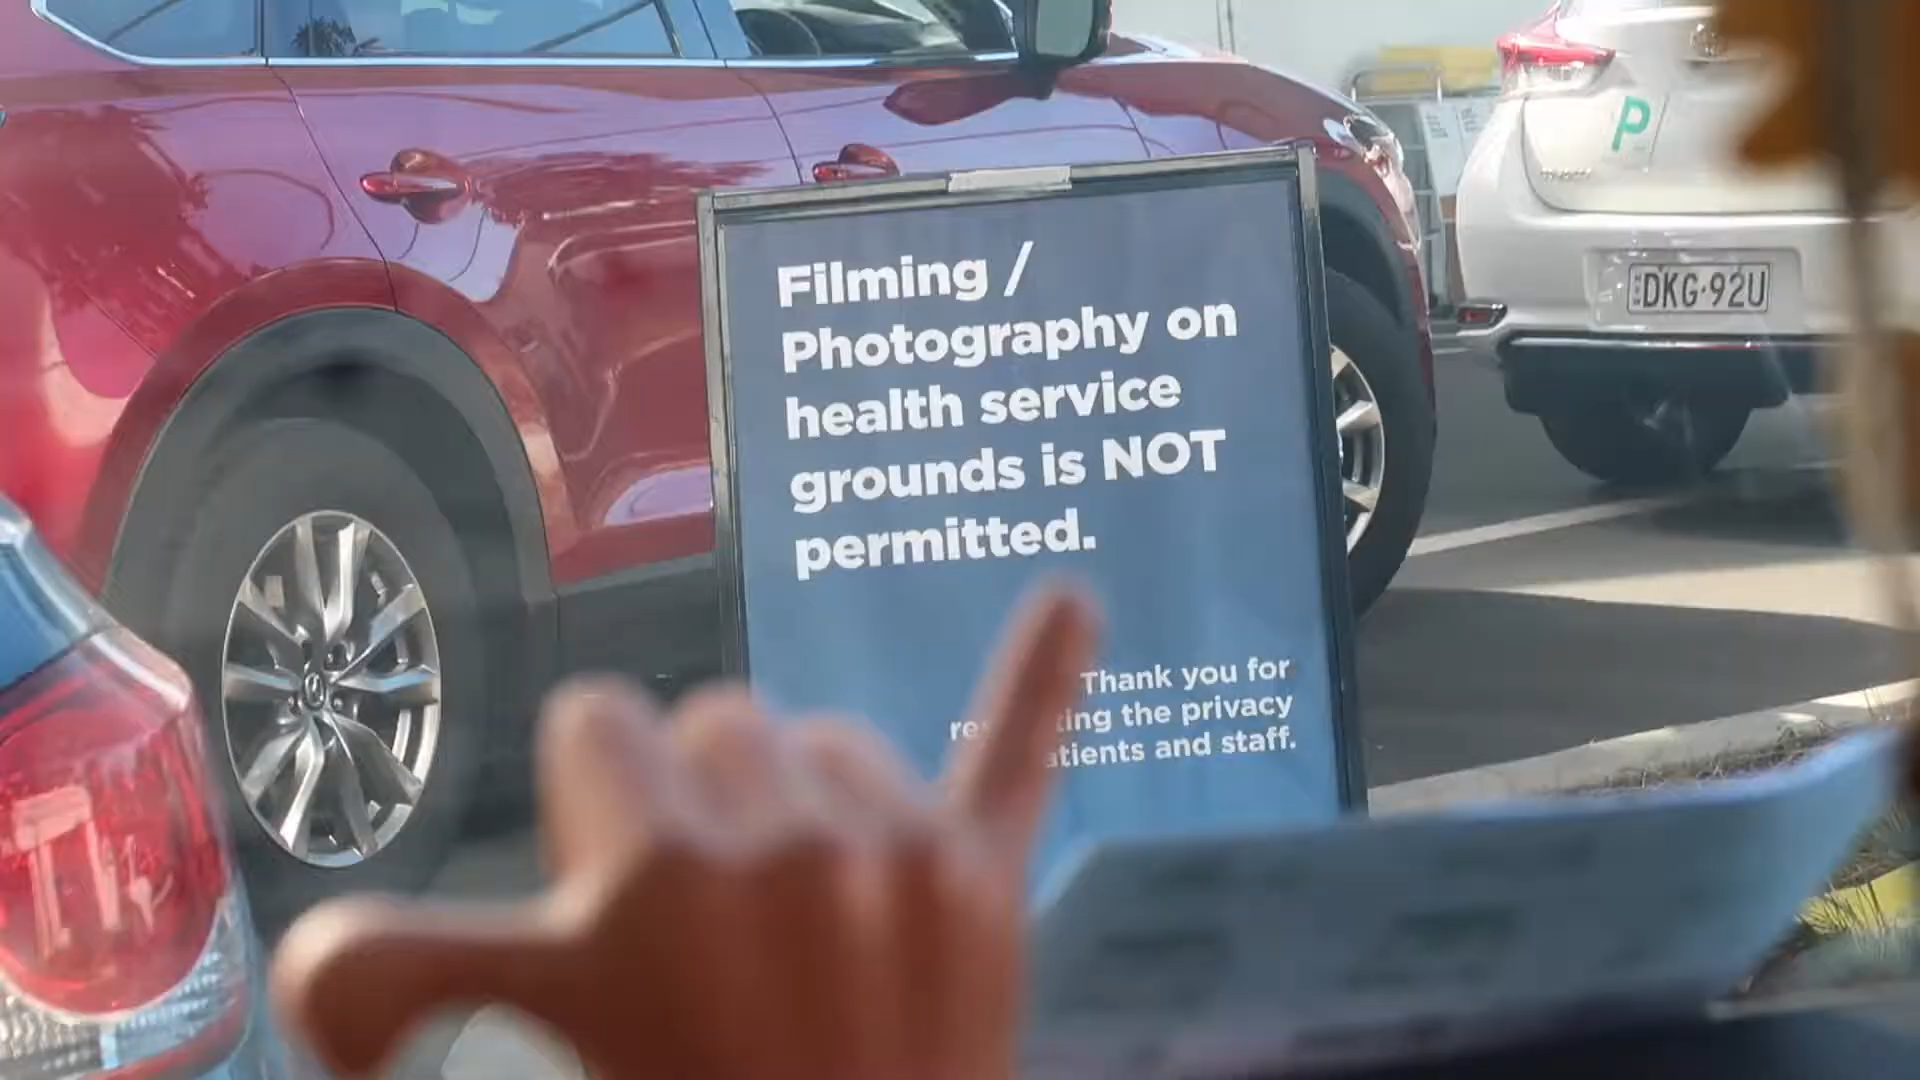 Filming /
Photography on
health service
grounds is NOT
permitted.
Thank you for
the privacy
and staff.
P
DKG·92U